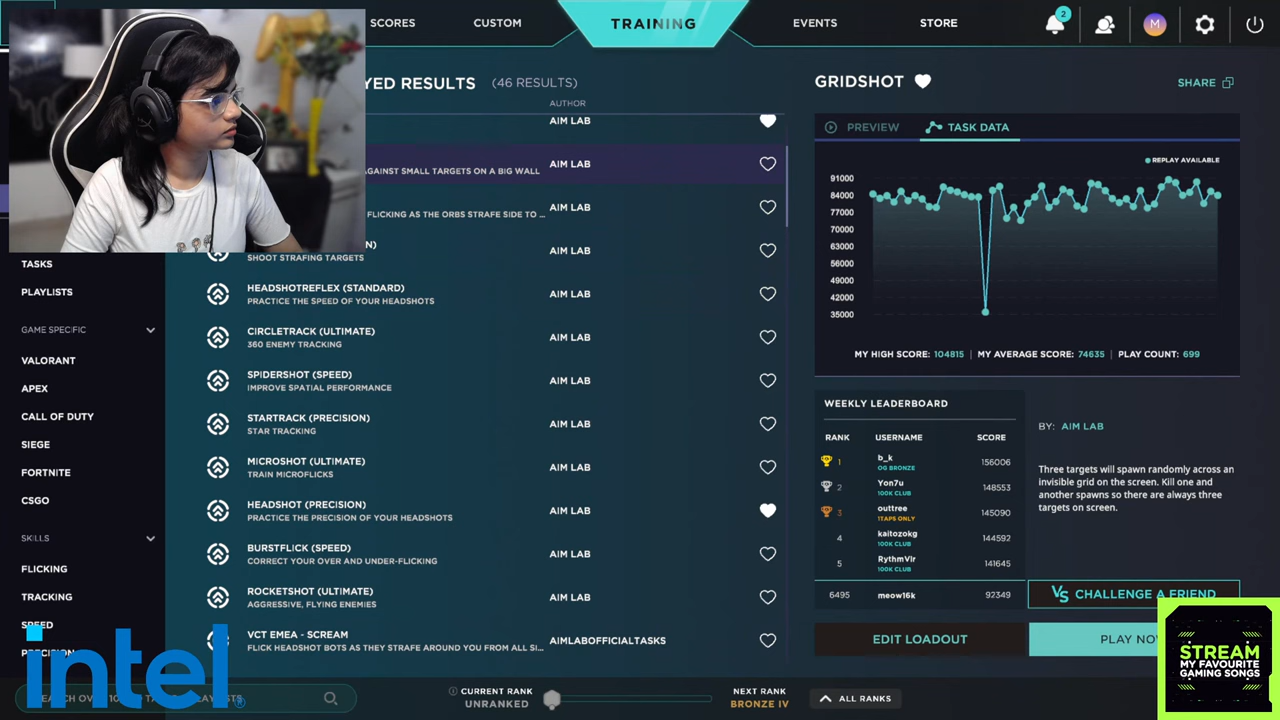 SCORES
CUSTOM
TRAINING
EVENTS
STORE
2
M
YED RESULTS (46 RESULTS)
AUTHOR
AIM LAB
AGAINST SMALL TARGETS ON A BIG WALL
AIM LAB
FLICKING AS THE ORBS STRAFE SIDE TO ...
AIM LAB
SHOOT STRAFING TARGETS
AIM LAB
HEADSHOTREFLEX (STANDARD)
PRACTICE THE SPEED OF YOUR HEADSHOTS
AIM LAB
CIRCLETRACK (ULTIMATE)
360 ENEMY TRACKING
AIM LAB
SPIDERSHOT (SPEED)
IMPROVE SPATIAL PERFORMANCE
AIM LAB
STARTRACK (PRECISION)
STAR TRACKING
AIM LAB
MICROSHOT (ULTIMATE)
TRAIN MICROFLICKS
AIM LAB
HEADSHOT (PRECISION)
PRACTICE THE PRECISION OF YOUR HEADSHOTS
AIM LAB
BURSTFLICK (SPEED)
CORRECT YOUR OVER AND UNDER-FLICKING
AIM LAB
ROCKETSHOT (ULTIMATE)
AGGRESSIVE, FLYING ENEMIES
AIM LAB
VCT EMEA - SCREAM
FLICK HEADSHOT BOTS AS THEY STRAFE AROUND YOU FROM ALL SI...
AIMLABOFFICIALTASKS
TASKS
PLAYLISTS
GAME SPECIFIC
VALORANT
APEX
CALL OF DUTY
SIEGE
FORTNITE
CSGO
SKILLS
FLICKING
TRACKING
SPEED
intel
CURRENT RANK
UNRANKED
NEXT RANK
BRONZE IV
ALL RANKS
GRIDSHOT
SHARE
PREVIEW
TASK DATA
REPLAY AVAILABLE
91000
84000
77000
70000
63000
56000
49000
42000
35000
MY HIGH SCORE: 104815 | MY AVERAGE SCORE: 74635 | PLAY COUNT: 699
WEEKLY LEADERBOARD
RANK USERNAME SCORE
1 b_k 156006
OG BRONZE
2 Yon7u 148553
100K CLUB
3 outtree 145090
1TAPS ONLY
4 kaitozokg 144592
100K CLUB
5 RythmVlr 141645
100K CLUB
6495 meow16k 92349
BY: AIM LAB
Three targets will spawn randomly across an
invisible grid on the screen. Kill one and
another spawns so there are always three
targets on screen.
VS CHALLENGE A FRIEND
EDIT LOADOUT
PLAY NOW
STREAM
MY FAVOURITE
GAMING SONGS